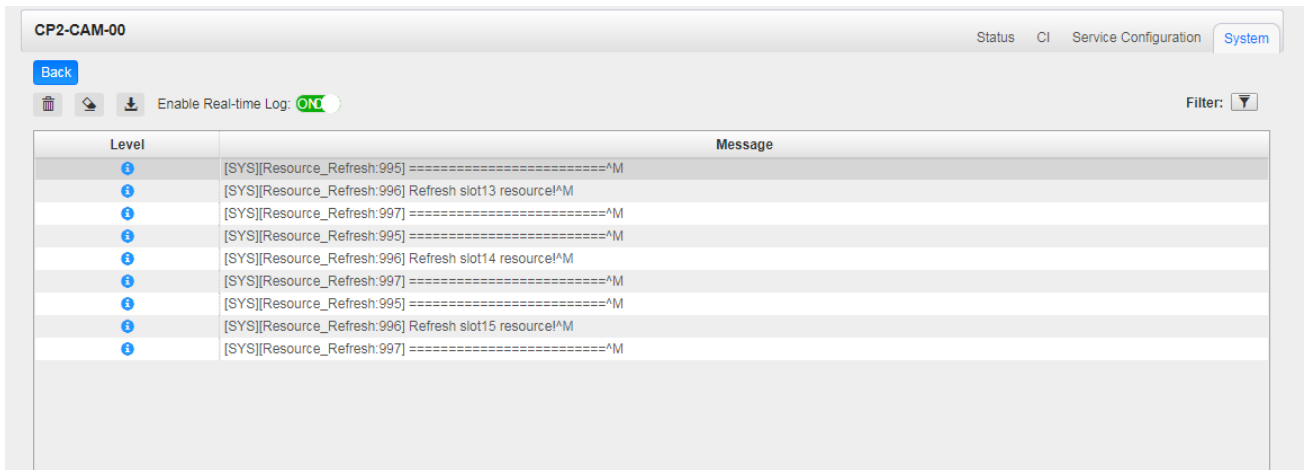 CP2-CAM-00
Status CI Service Configuration System
Back
Enable Real-time Log: ON
Filter:
Level Message
[SYS][Resource_Refresh:995] =========================^M
[SYS][Resource_Refresh:996] Refresh slot13 resource!^M
[SYS][Resource_Refresh:997] =========================^M
[SYS][Resource_Refresh:995] =========================^M
[SYS][Resource_Refresh:996] Refresh slot14 resource!^M
[SYS][Resource_Refresh:997] =========================^M
[SYS][Resource_Refresh:995] =========================^M
[SYS][Resource_Refresh:996] Refresh slot15 resource!^M
[SYS][Resource_Refresh:997] =========================^M